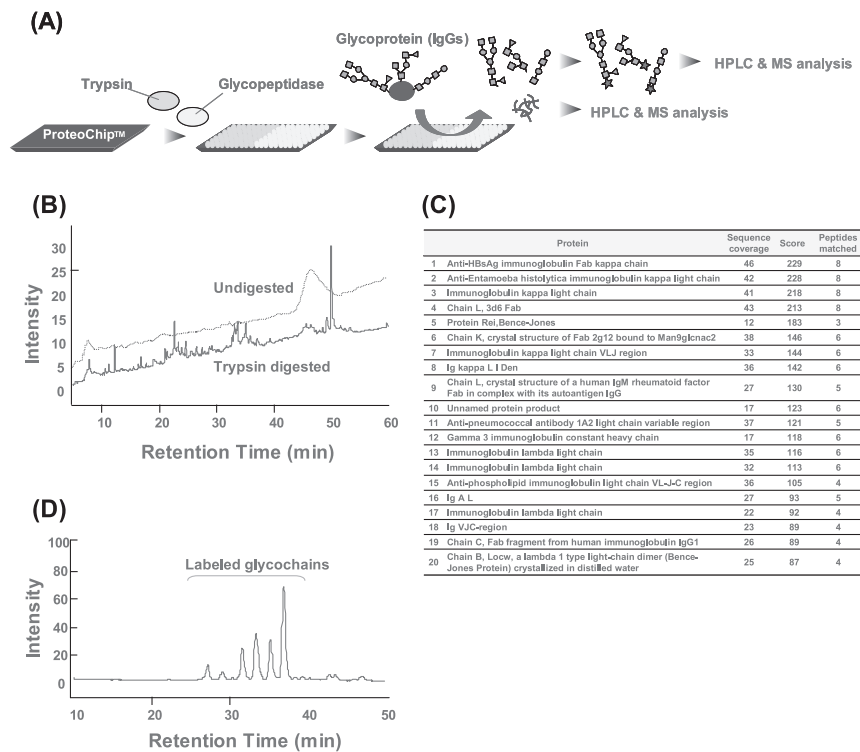 (A)
Glycoprotein (IgGs)
Trypsin
Glycopeptidase
HPLC & MS analysis
HPLC & MS analysis
ProteoChip™
(B)
30
25
20
15
10
5
0
Intensity
Undigested
Trypsin digested
10 20 30 40 50 60
Retention Time (min)
(C)
Protein Sequence coverage Score Peptides matched
1 Anti-HBsAg immunoglobulin Fab kappa chain 46 229 8
2 Anti-Entamoeba histolytica immunoglobulin kappa light chain 42 228 8
3 Immunoglobulin kappa light chain 41 218 8
4 Chain L, 3d6 Fab 43 213 8
5 Protein Rei,Bence-Jones 12 183 3
6 Chain K, crystal structure of Fab 2g12 bound to Man9glcnac2 38 146 6
7 Immunoglobulin kappa light chain VLJ region 33 144 6
8 Ig kappa L I Den 36 142 6
9 Chain L, crystal structure of a human IgM rheumatoid factor
Fab in complex with its autoantigen IgG 27 130 5
10 Unnamed protein product 17 123 6
11 Anti-pneumococcal antibody 1A2 light chain variable region 37 121 5
12 Gamma 3 immunoglobulin constant heavy chain 17 118 6
13 Immunoglobulin lambda light chain 35 116 6
14 Immunoglobulin lambda light chain 32 113 6
15 Anti-phospholipid immunoglobulin light chain VL-J-C region 36 105 4
16 Ig A L 27 93 5
17 Immunoglobulin lambda light chain 22 92 4
18 Ig VJC-region 23 89 4
19 Chain C, Fab fragment from human immunoglobulin IgG1 26 89 4
20 Chain B, Locw, a lambda 1 type light-chain dimer (Bence-
Jones Protein) crystallized in distilled water 25 87 4
(D)
100
80
60
40
20
0
Intensity
Labeled glycochains
10 20 30 40 50
Retention Time (min)